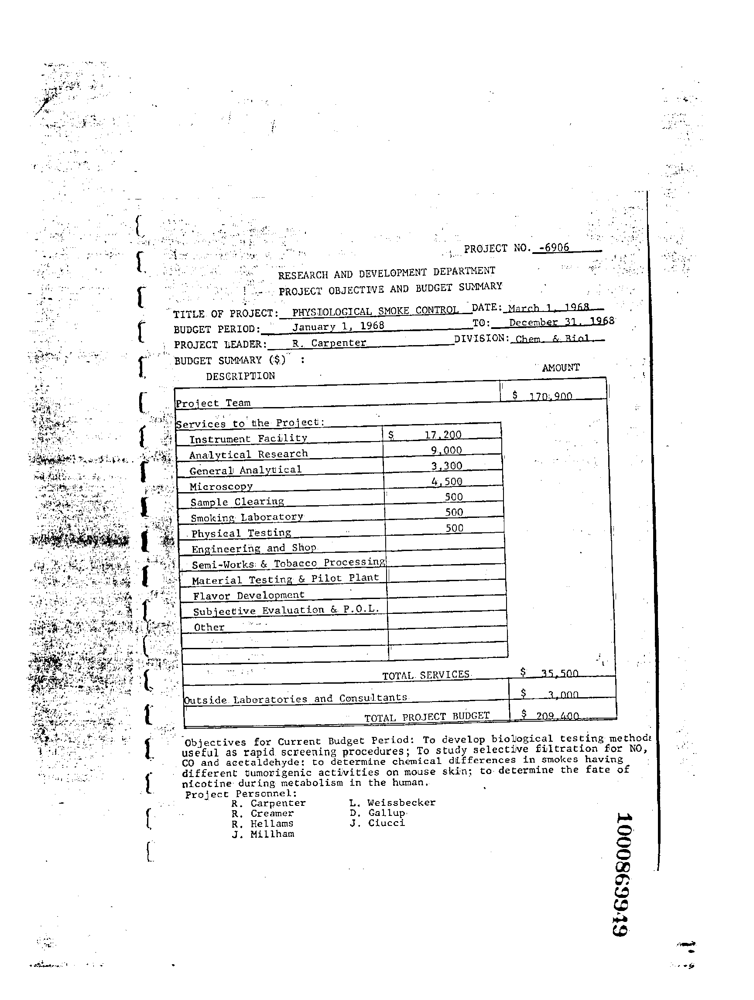 PROJECT NO. -6906
RESEARCH AND DEVELOPMENT DEPARTMENT
PROJECT OBJECTIVE AND BUDGET SUMMARY
TITLE OF PROJECT: PHYSIOLOGICAL SMOKE CONTROL DATE: March 1, 1968
BUDGET PERIOD: January 1, 1968 TO: December 31, 1968
PROJECT LEADER: R. Carpenter DIVISION: Chem. & Biol.
BUDGET SUMMARY ($) :
DESCRIPTION AMOUNT
Project Team $ 170,900
Services to the Project:
Instrument Facility $ 17,200
Analytical Research 9,000
General Analytical 3,300
Microscopy 4,500
Sample Clearing 500
Smoking Laboratory 500
Physical Testing 500
Engineering and Shop
Semi-Works & Tobacco Processing
Material Testing & Pilot Plant
Flavor Development
Subjective Evaluation & P.O.L.
Other
TOTAL SERVICES $ 35,500
Outside Laboratories and Consultants $ 3,000
TOTAL PROJECT BUDGET $ 209,400
Objectives for Current Budget Period: To develop biological testing methods
useful as rapid screening procedures; To study selective filtration for NO,
CO and acetaldehyde; to determine chemical differences in smokes having
different tumorigenic activities on mouse skin; to determine the fate of
nicotine during metabolism in the human.
Project Personnel:
R. Carpenter L. Weissbecker
R. Creamer D. Gallup
R. Hellams J. Ciucci
J. Millham
1000869949